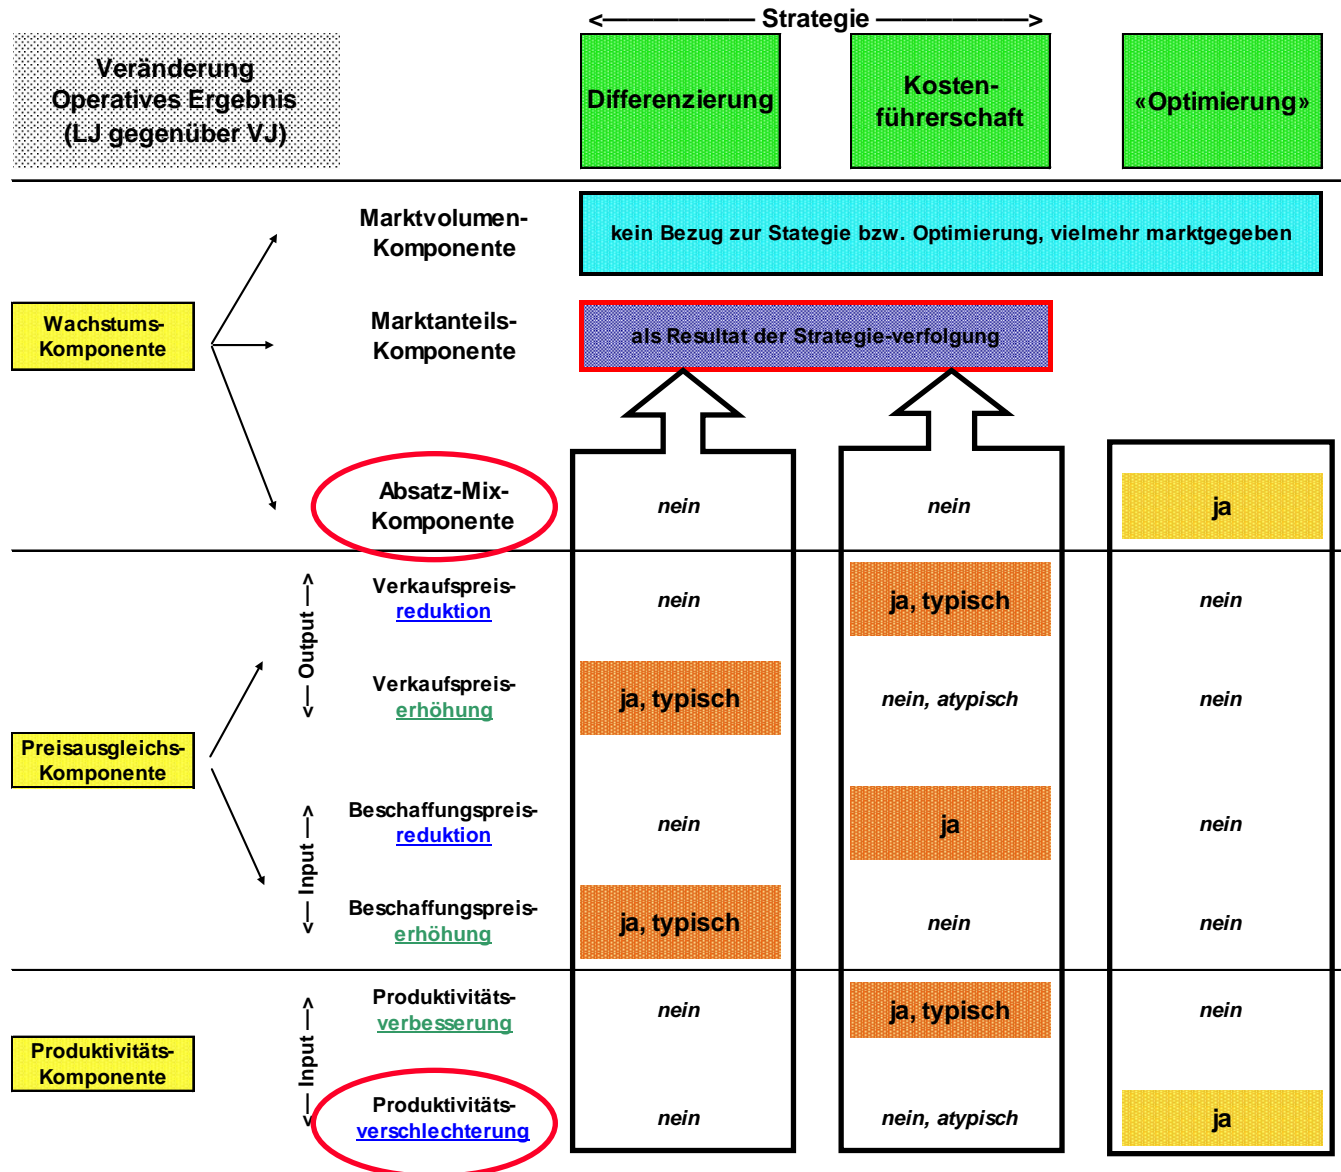 Strategie
Veränderung
Operatives Ergebnis
(LJ gegenüber VJ)
Differenzierung
Kosten-
führerschaft
«Optimierung»
Marktvolumen-
Komponente
kein Bezug zur Stategie bzw. Optimierung, vielmehr marktgegeben
Wachstums-
Komponente
Marktanteils-
Komponente
als Resultat der Strategie-verfolgung
Absatz-Mix-
Komponente
nein
nein
ja
Output
Verkaufspreis-
reduktion
nein
ja, typisch
nein
Verkaufspreis-
erhöhung
ja, typisch
nein, atypisch
nein
Preisausgleichs-
Komponente
Input
Beschaffungspreis-
reduktion
nein
ja
nein
Beschaffungspreis-
erhöhung
ja, typisch
nein
nein
Produktivitäts-
Komponente
Input
Produktivitäts-
verbesserung
nein
ja, typisch
nein
Produktivitäts-
verschlechterung
nein
nein, atypisch
ja